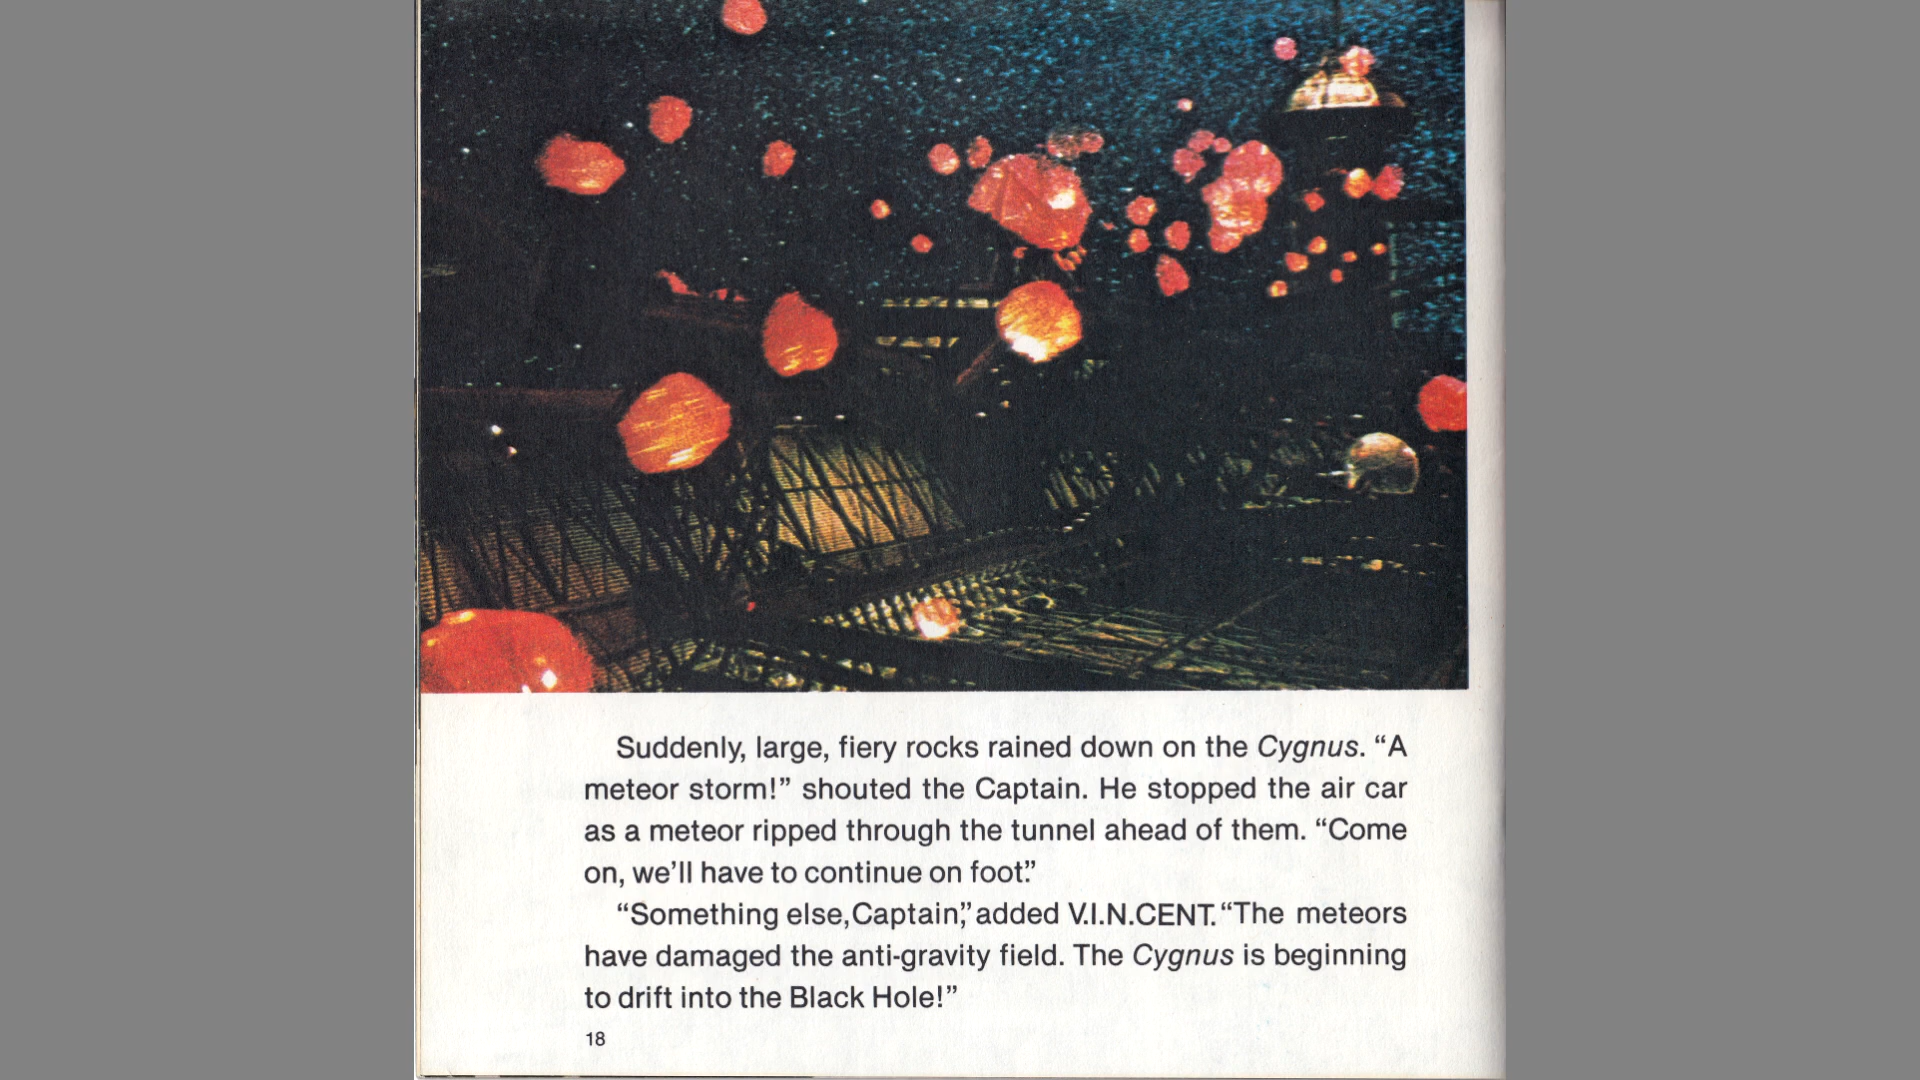 Suddenly, large, fiery rocks rained down on the Cygnus. “A
meteor storm!” shouted the Captain. He stopped the air car
as a meteor ripped through the tunnel ahead of them. “Come
on, we’ll have to continue on foot.”
“Something else, Captain,” added V.I.N.CENT. “The meteors
have damaged the anti-gravity field. The Cygnus is beginning
to drift into the Black Hole!”
18